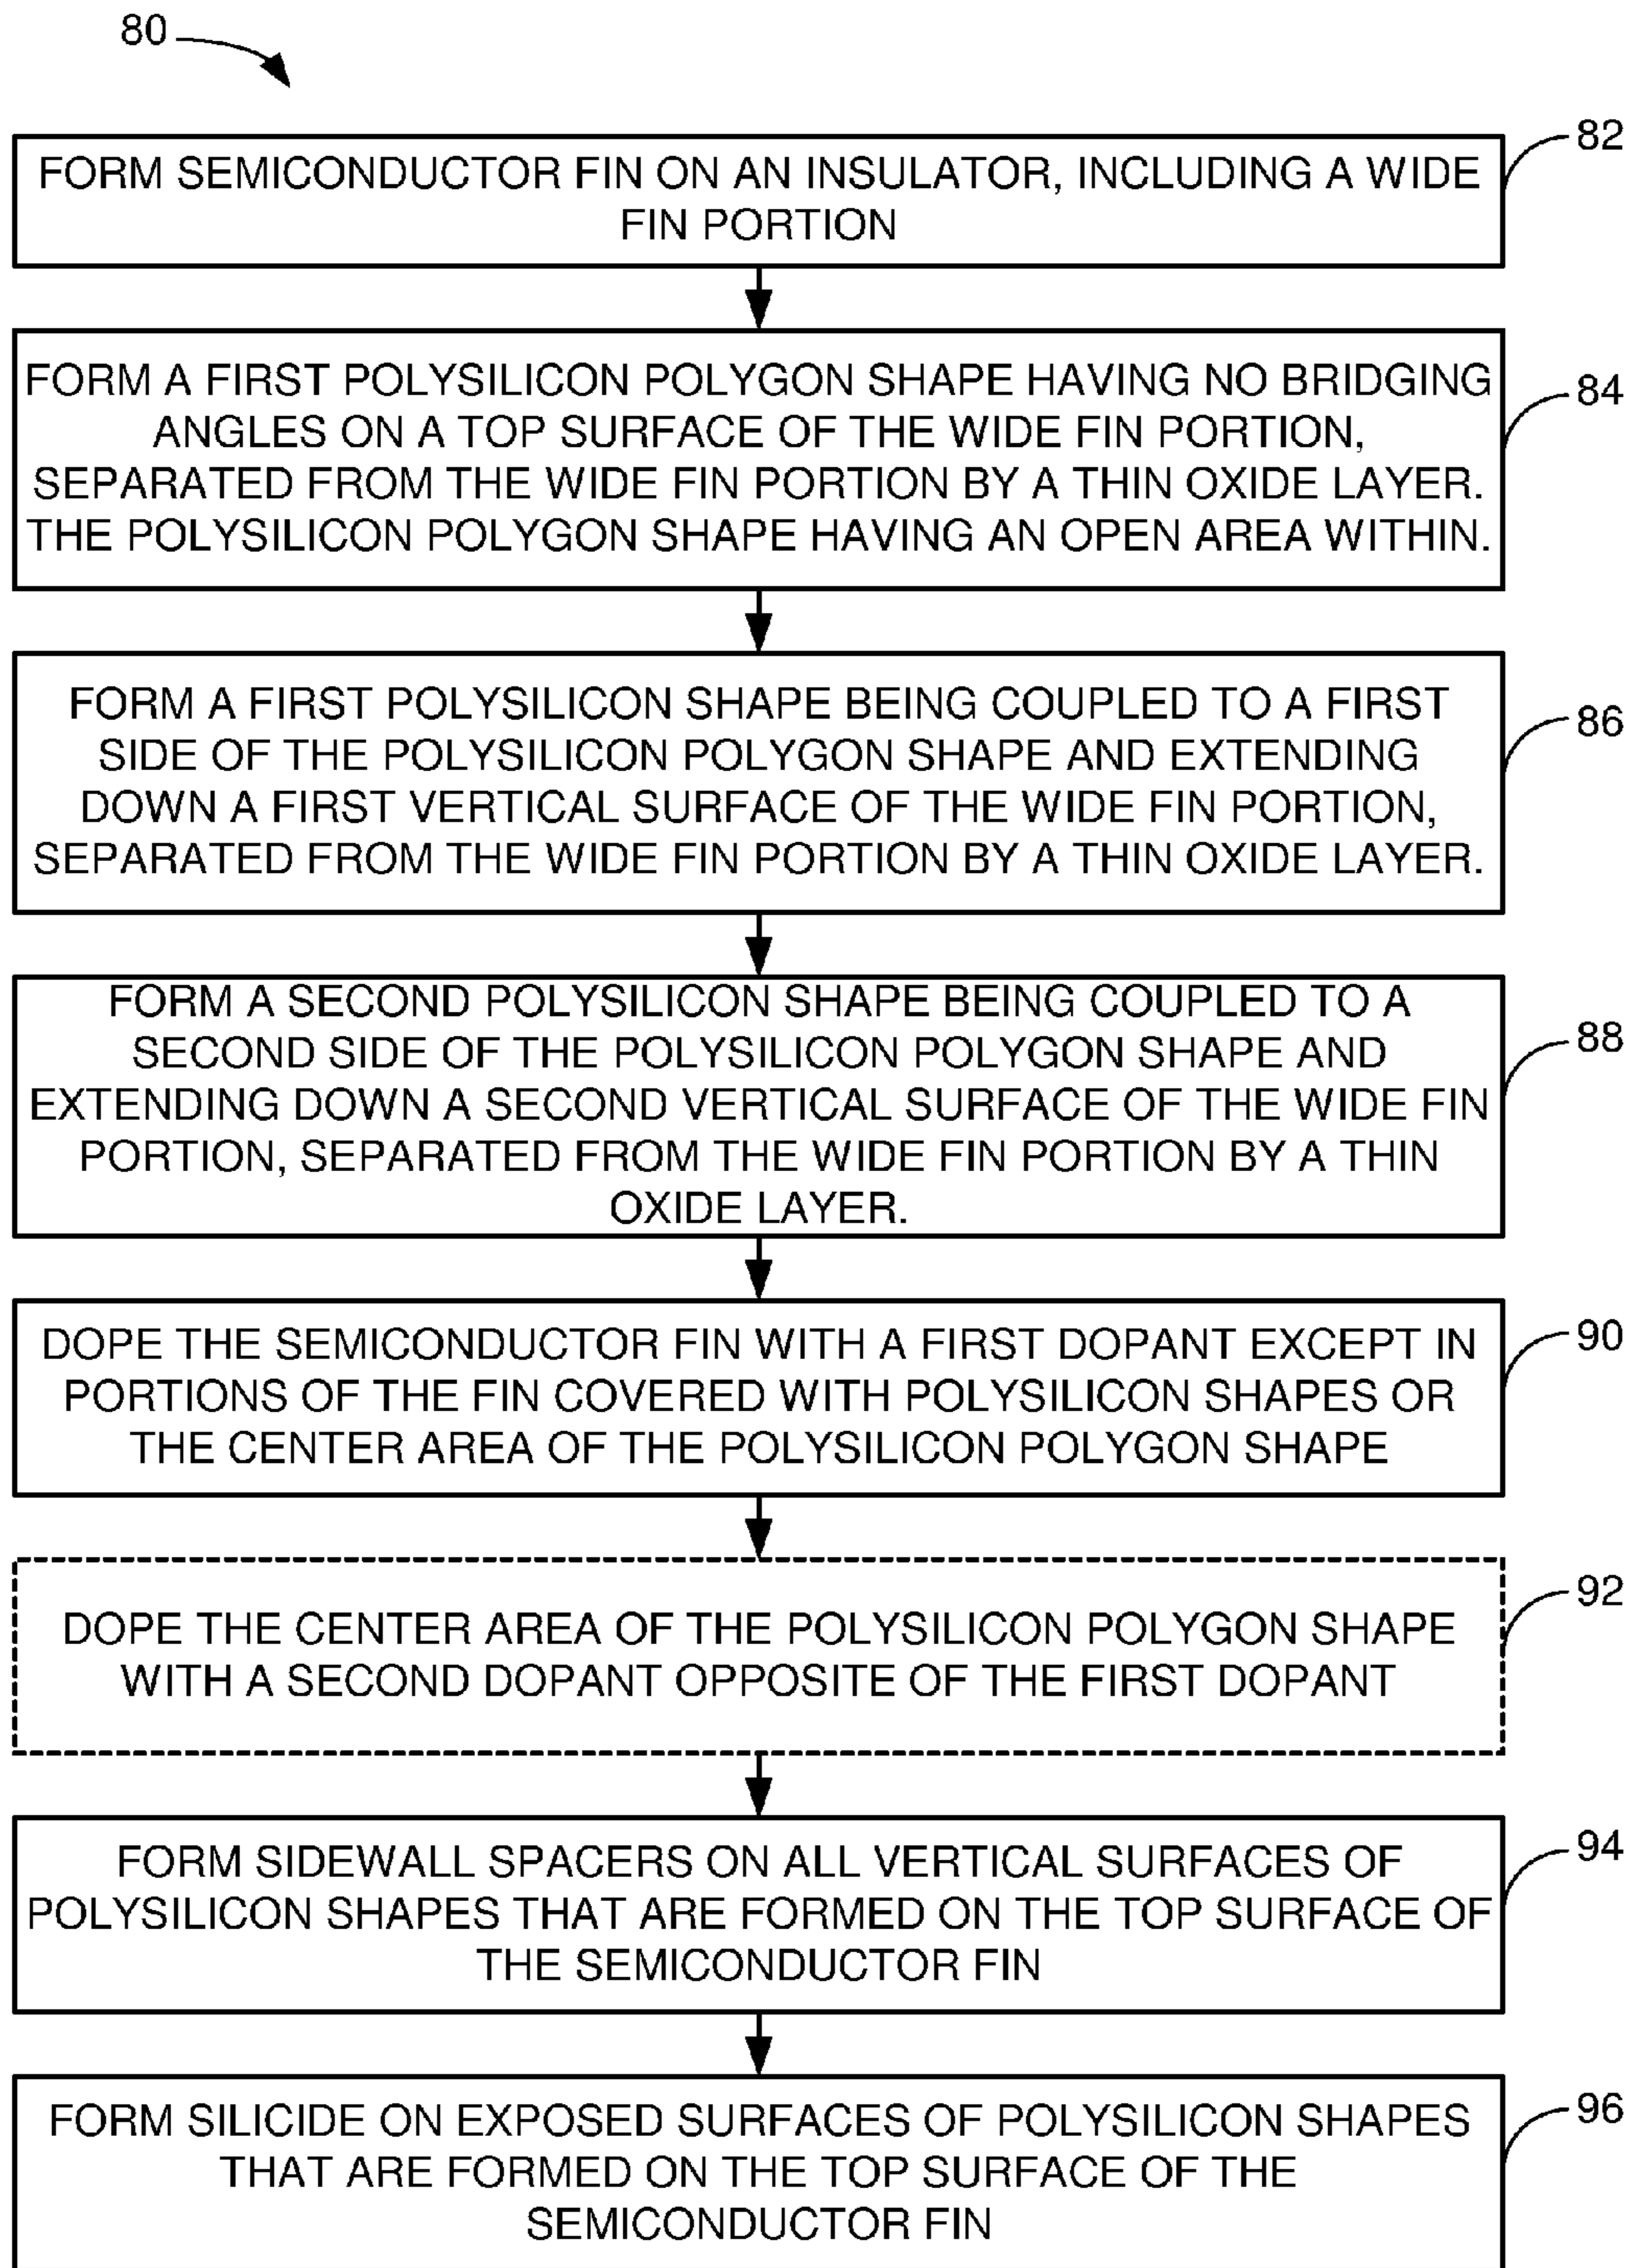 80
FORM SEMICONDUCTOR FIN ON AN INSULATOR, INCLUDING A WIDE
FIN PORTION
82
FORM A FIRST POLYSILICON POLYGON SHAPE HAVING NO BRIDGING
ANGLES ON A TOP SURFACE OF THE WIDE FIN PORTION,
SEPARATED FROM THE WIDE FIN PORTION BY A THIN OXIDE LAYER.
THE POLYSILICON POLYGON SHAPE HAVING AN OPEN AREA WITHIN.
84
FORM A FIRST POLYSILICON SHAPE BEING COUPLED TO A FIRST
SIDE OF THE POLYSILICON POLYGON SHAPE AND EXTENDING
DOWN A FIRST VERTICAL SURFACE OF THE WIDE FIN PORTION,
SEPARATED FROM THE WIDE FIN PORTION BY A THIN OXIDE LAYER.
86
FORM A SECOND POLYSILICON SHAPE BEING COUPLED TO A
SECOND SIDE OF THE POLYSILICON POLYGON SHAPE AND
EXTENDING DOWN A SECOND VERTICAL SURFACE OF THE WIDE FIN
PORTION, SEPARATED FROM THE WIDE FIN PORTION BY A THIN
OXIDE LAYER.
88
DOPE THE SEMICONDUCTOR FIN WITH A FIRST DOPANT EXCEPT IN
PORTIONS OF THE FIN COVERED WITH POLYSILICON SHAPES OR
THE CENTER AREA OF THE POLYSILICON POLYGON SHAPE
90
DOPE THE CENTER AREA OF THE POLYSILICON POLYGON SHAPE
WITH A SECOND DOPANT OPPOSITE OF THE FIRST DOPANT
92
FORM SIDEWALL SPACERS ON ALL VERTICAL SURFACES OF
POLYSILICON SHAPES THAT ARE FORMED ON THE TOP SURFACE OF
THE SEMICONDUCTOR FIN
94
FORM SILICIDE ON EXPOSED SURFACES OF POLYSILICON SHAPES
THAT ARE FORMED ON THE TOP SURFACE OF THE
SEMICONDUCTOR FIN
96